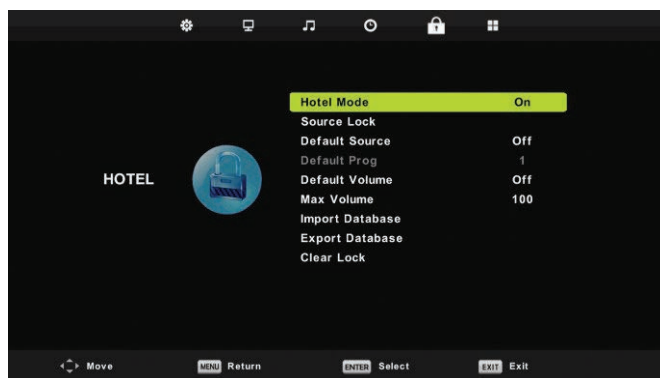 Hotel Mode On
Source Lock
Default Source Off
Default Prog 1
HOTEL
Default Volume Off
Max Volume 100
Import Database
Export Database
Clear Lock
Move MENU Return ENTER Select EXIT Exit